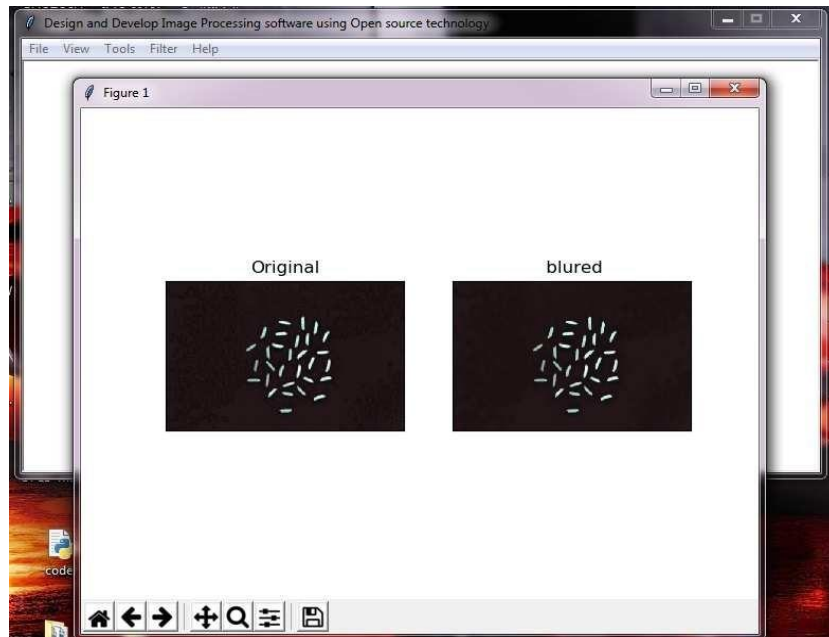 Design and Develop Image Processing software using Open source technology
File View Tools Filter Help
Figure 1
Original blured
code